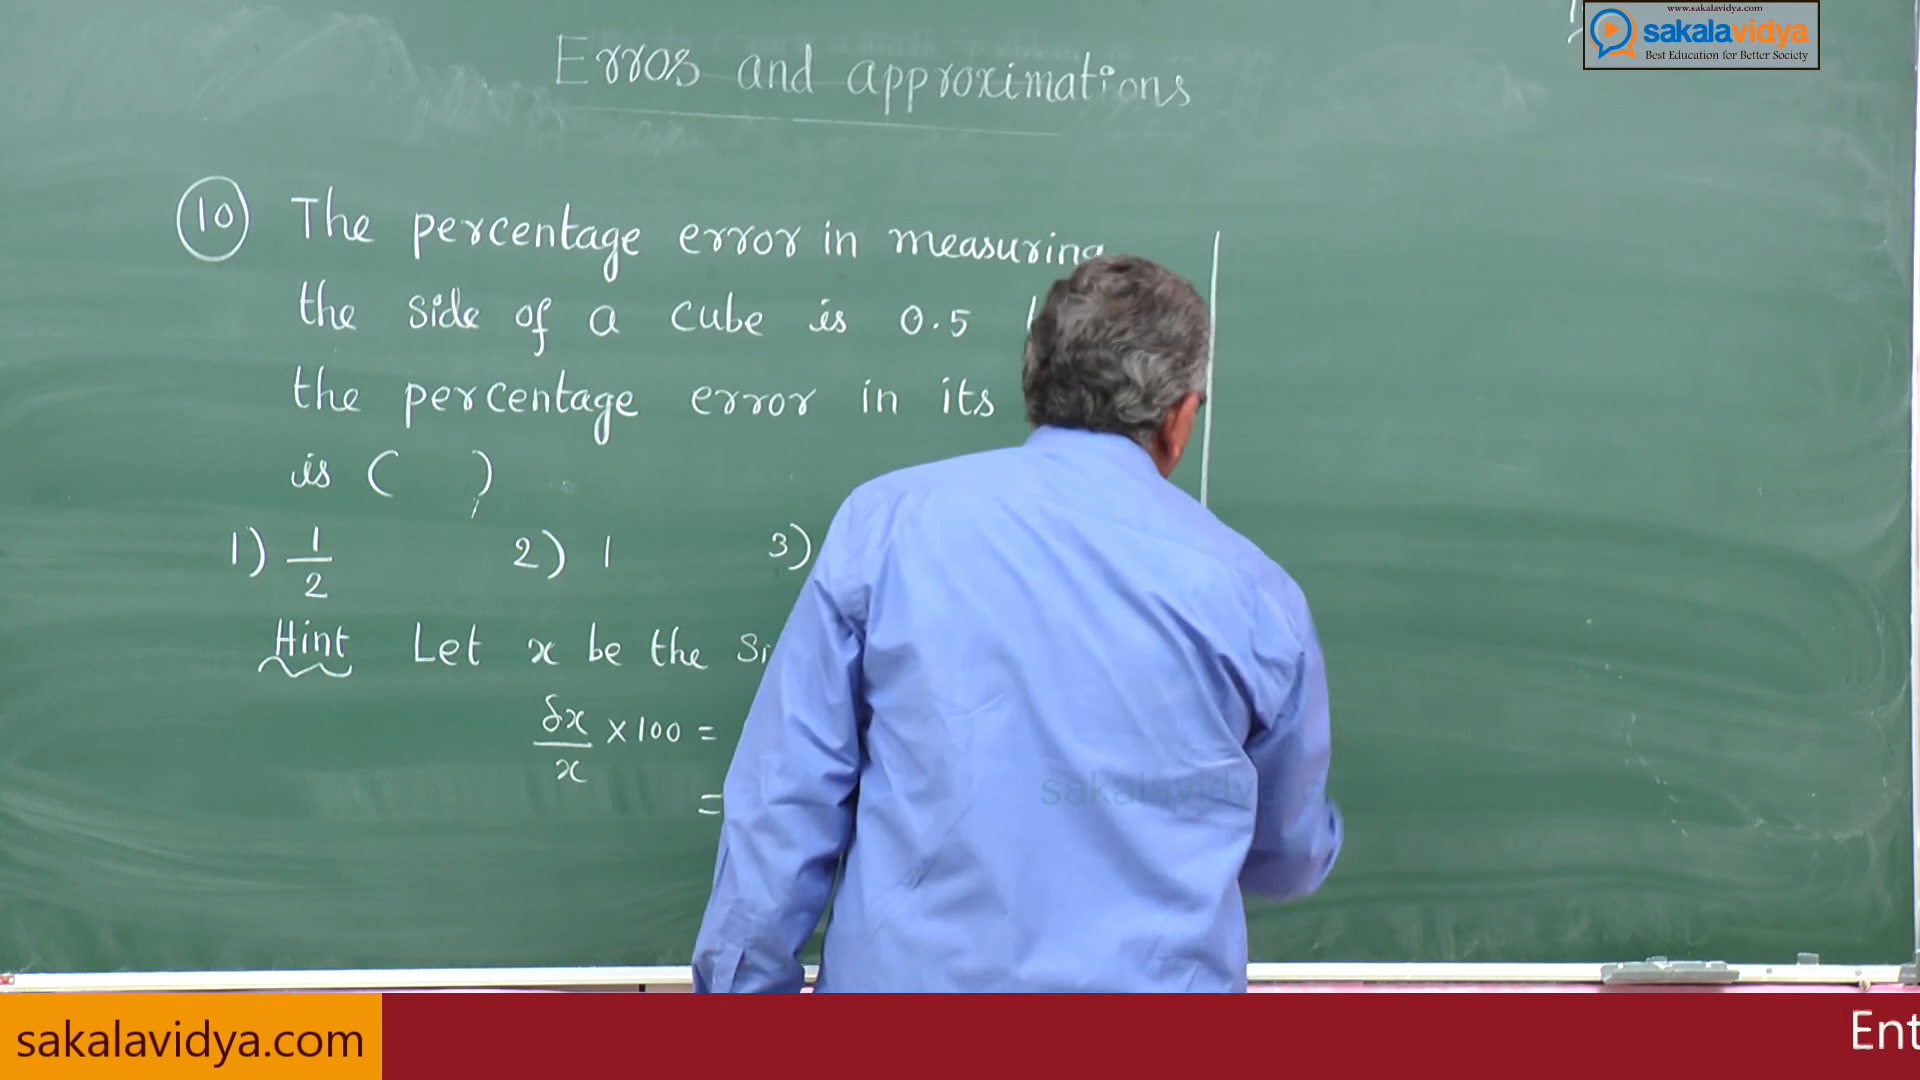 www.sakalavidya.com
sakalavidya
Best Education for Better Society
Erros and approximations
10 The percentage error in measuring
the side of a cube is 0.5
the percentage error in its
is ( )
1) 1/2 2) 1 3)
Hint Let x be the
δx/x × 100 =
=
sakalavidya
sakalavidya.com
Ent